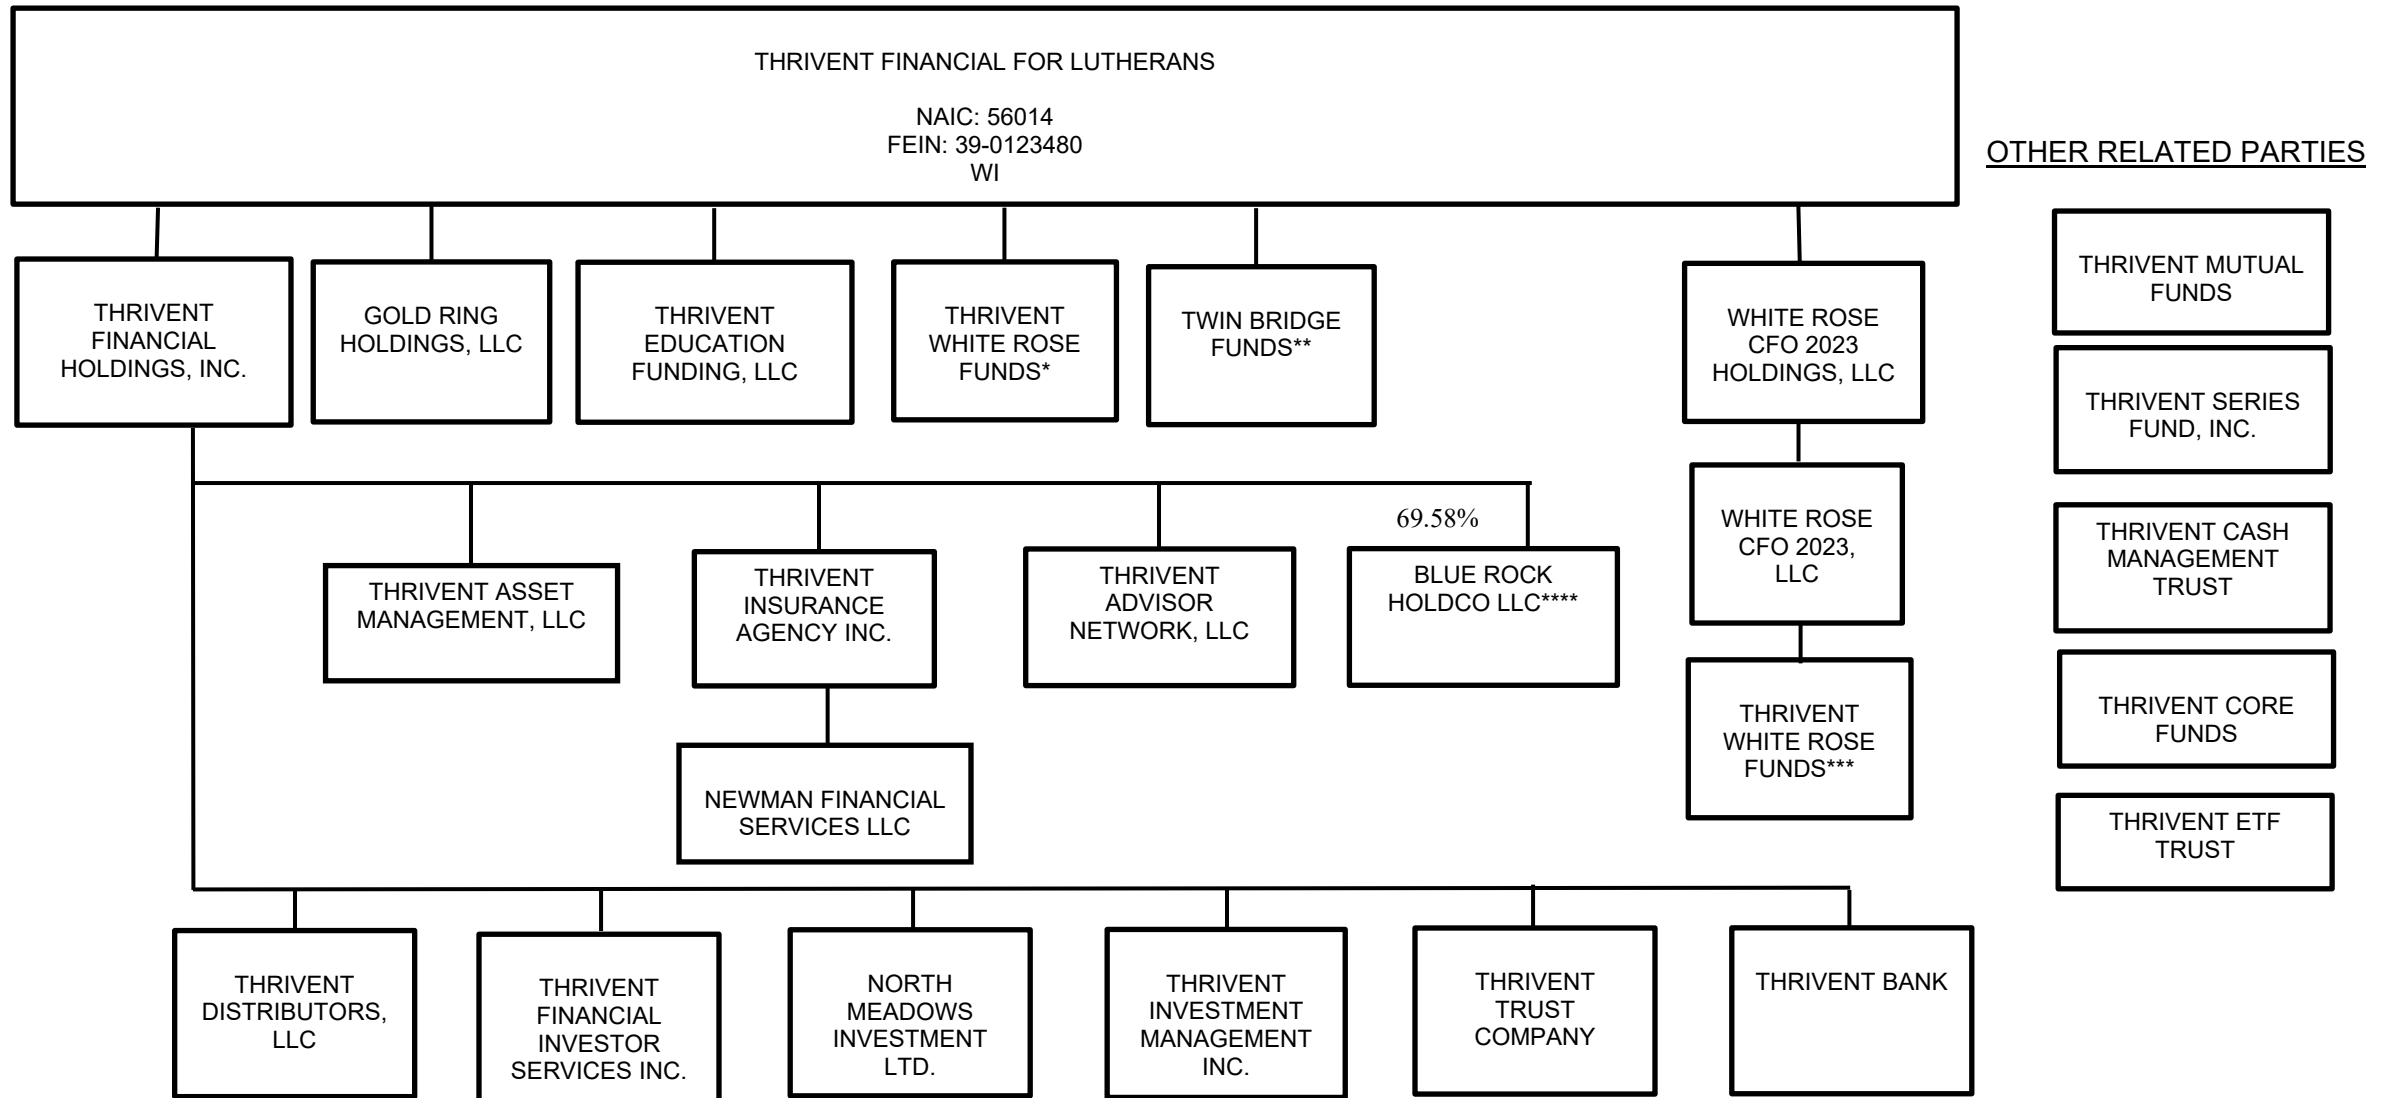 THRIVENT FINANCIAL FOR LUTHERANS
NAIC: 56014
FEIN: 39-0123480
WI
OTHER RELATED PARTIES
THRIVENT
FINANCIAL
HOLDINGS, INC.
GOLD RING
HOLDINGS, LLC
THRIVENT
EDUCATION
FUNDING, LLC
THRIVENT
WHITE ROSE
FUNDS*
TWIN BRIDGE
FUNDS**
WHITE ROSE
CFO 2023
HOLDINGS, LLC
THRIVENT MUTUAL
FUNDS
THRIVENT SERIES
FUND, INC.
69.58%
THRIVENT ASSET
MANAGEMENT, LLC
THRIVENT
INSURANCE
AGENCY INC.
THRIVENT
ADVISOR
NETWORK, LLC
BLUE ROCK
HOLDCO LLC****
WHITE ROSE
CFO 2023,
LLC
THRIVENT CASH
MANAGEMENT
TRUST
NEWMAN FINANCIAL
SERVICES LLC
THRIVENT
WHITE ROSE
FUNDS***
THRIVENT CORE
FUNDS
THRIVENT ETF
TRUST
THRIVENT
DISTRIBUTORS,
LLC
THRIVENT
FINANCIAL
INVESTOR
SERVICES INC.
NORTH
MEADOWS
INVESTMENT
LTD.
THRIVENT
INVESTMENT
MANAGEMENT
INC.
THRIVENT
TRUST
COMPANY
THRIVENT BANK